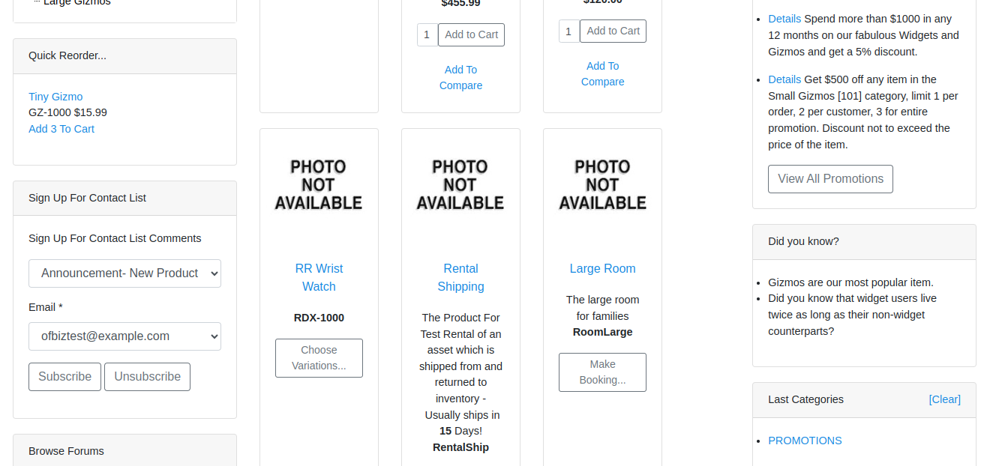 Large Gizmos
Quick Reorder...
Tiny Gizmo
GZ-1000 $15.99
Add 3 To Cart
Sign Up For Contact List
Sign Up For Contact List Comments
Announcement- New Product
Email *
ofbiztest@example.com
Subscribe Unsubscribe
Browse Forums
$455.99
1 Add to Cart
Add To
Compare
$120.00
1 Add to Cart
Add To
Compare
PHOTO
NOT
AVAILABLE
RR Wrist
Watch
RDX-1000
Choose
Variations...
PHOTO
NOT
AVAILABLE
Rental
Shipping
The Product For
Test Rental of an
asset which is
shipped from and
returned to
inventory -
Usually ships in
15 Days!
RentalShip
PHOTO
NOT
AVAILABLE
Large Room
The large room
for families
RoomLarge
Make
Booking...
Details Spend more than $1000 in any
12 months on our fabulous Widgets and
Gizmos and get a 5% discount.
Details Get $500 off any item in the
Small Gizmos [101] category, limit 1 per
order, 2 per customer, 3 for entire
promotion. Discount not to exceed the
price of the item.
View All Promotions
Did you know?
Gizmos are our most popular item.
Did you know that widget users live
twice as long as their non-widget
counterparts?
Last Categories [Clear]
PROMOTIONS